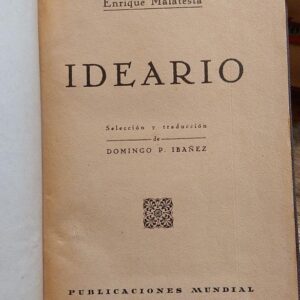 Enrique Malatesta
IDEARIO
Selección y traducción
de
DOMINGO P. IBAÑEZ
PUBLICACIONES MUNDIAL